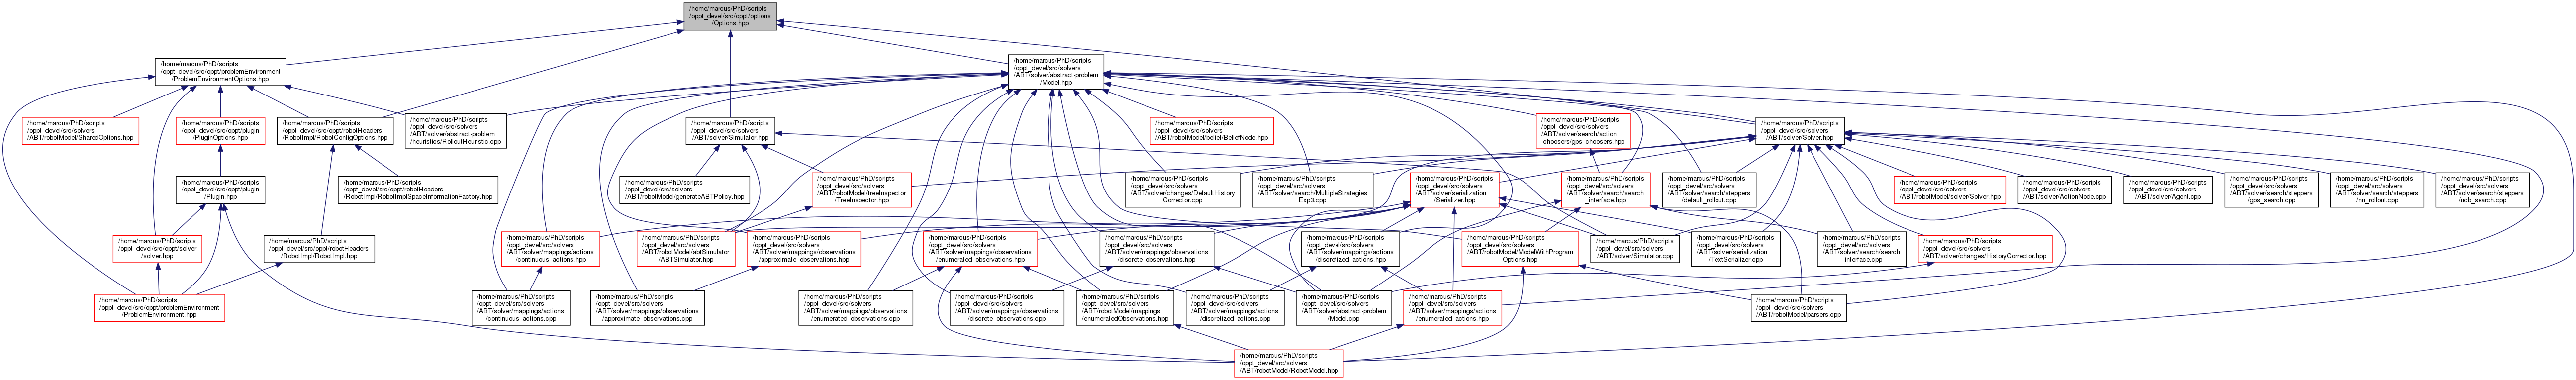 /home/marcus/PhD/scripts
/oppt_devel/src/oppt/options
/Options.hpp
/home/marcus/PhD/scripts
/oppt_devel/src/oppt/problemEnvironment
/ProblemEnvironmentOptions.hpp
/home/marcus/PhD/scripts
/oppt_devel/src/solvers
/ABT/solver/abstract-problem
/Model.hpp
/home/marcus/PhD/scripts
/oppt_devel/src/solvers
/ABT/robotModel/SharedOptions.hpp
/home/marcus/PhD/scripts
/oppt_devel/src/oppt/plugin
/PluginOptions.hpp
/home/marcus/PhD/scripts
/oppt_devel/src/oppt/robotHeaders
/RobotImpl/RobotConfigOptions.hpp
/home/marcus/PhD/scripts
/oppt_devel/src/solvers
/ABT/solver/abstract-problem
/heuristics/RolloutHeuristic.cpp
/home/marcus/PhD/scripts
/oppt_devel/src/solvers
/ABT/solver/Simulator.hpp
/home/marcus/PhD/scripts
/oppt_devel/src/solvers
/ABT/robotModel/belief/BeliefNode.hpp
/home/marcus/PhD/scripts
/oppt_devel/src/solvers
/ABT/solver/search/action
-choosers/gps_choosers.hpp
/home/marcus/PhD/scripts
/oppt_devel/src/solvers
/ABT/solver/Solver.hpp
/home/marcus/PhD/scripts
/oppt_devel/src/oppt/plugin
/Plugin.hpp
/home/marcus/PhD/scripts
/oppt_devel/src/oppt/robotHeaders
/RobotImpl/RobotImplSpaceInformationFactory.hpp
/home/marcus/PhD/scripts
/oppt_devel/src/solvers
/ABT/robotModel/generateABTPolicy.hpp
/home/marcus/PhD/scripts
/oppt_devel/src/solvers
/ABT/robotModel/treeInspector
/TreeInspector.hpp
/home/marcus/PhD/scripts
/oppt_devel/src/solvers
/ABT/solver/changes/DefaultHistory
Corrector.cpp
/home/marcus/PhD/scripts
/oppt_devel/src/solvers
/ABT/solver/search/MultipleStrategies
Exp3.cpp
/home/marcus/PhD/scripts
/oppt_devel/src/solvers
/ABT/solver/serialization
/Serializer.hpp
/home/marcus/PhD/scripts
/oppt_devel/src/solvers
/ABT/solver/search/search
_interface.hpp
/home/marcus/PhD/scripts
/oppt_devel/src/solvers
/ABT/solver/search/steppers
/default_rollout.cpp
/home/marcus/PhD/scripts
/oppt_devel/src/solvers
/ABT/robotModel/solver/Solver.hpp
/home/marcus/PhD/scripts
/oppt_devel/src/solvers
/ABT/solver/ActionNode.cpp
/home/marcus/PhD/scripts
/oppt_devel/src/solvers
/ABT/solver/Agent.cpp
/home/marcus/PhD/scripts
/oppt_devel/src/solvers
/ABT/solver/search/steppers
/gps_search.cpp
/home/marcus/PhD/scripts
/oppt_devel/src/solvers
/ABT/solver/search/steppers
/nn_rollout.cpp
/home/marcus/PhD/scripts
/oppt_devel/src/solvers
/ABT/solver/search/steppers
/ucb_search.cpp
/home/marcus/PhD/scripts
/oppt_devel/src/oppt/solver
/solver.hpp
/home/marcus/PhD/scripts
/oppt_devel/src/oppt/robotHeaders
/RobotImpl/RobotImpl.hpp
/home/marcus/PhD/scripts
/oppt_devel/src/solvers
/ABT/solver/mappings/actions
/continuous_actions.hpp
/home/marcus/PhD/scripts
/oppt_devel/src/solvers
/ABT/robotModel/abtSimulator
/ABTSimulator.hpp
/home/marcus/PhD/scripts
/oppt_devel/src/solvers
/ABT/solver/mappings/observations
/approximate_observations.hpp
/home/marcus/PhD/scripts
/oppt_devel/src/solvers
/ABT/solver/mappings/observations
/enumerated_observations.hpp
/home/marcus/PhD/scripts
/oppt_devel/src/solvers
/ABT/solver/mappings/observations
/discrete_observations.hpp
/home/marcus/PhD/scripts
/oppt_devel/src/solvers
/ABT/solver/mappings/actions
/discretized_actions.hpp
/home/marcus/PhD/scripts
/oppt_devel/src/solvers
/ABT/robotModel/ModelWithProgram
Options.hpp
/home/marcus/PhD/scripts
/oppt_devel/src/solvers
/ABT/solver/Simulator.cpp
/home/marcus/PhD/scripts
/oppt_devel/src/solvers
/ABT/solver/serialization
/TextSerializer.cpp
/home/marcus/PhD/scripts
/oppt_devel/src/solvers
/ABT/solver/search/search
_interface.cpp
/home/marcus/PhD/scripts
/oppt_devel/src/solvers
/ABT/solver/changes/HistoryCorrector.hpp
/home/marcus/PhD/scripts
/oppt_devel/src/oppt/problemEnvironment
/ProblemEnvironment.hpp
/home/marcus/PhD/scripts
/oppt_devel/src/solvers
/ABT/solver/mappings/actions
/continuous_actions.cpp
/home/marcus/PhD/scripts
/oppt_devel/src/solvers
/ABT/solver/mappings/observations
/approximate_observations.cpp
/home/marcus/PhD/scripts
/oppt_devel/src/solvers
/ABT/solver/mappings/observations
/enumerated_observations.cpp
/home/marcus/PhD/scripts
/oppt_devel/src/solvers
/ABT/solver/mappings/observations
/discrete_observations.cpp
/home/marcus/PhD/scripts
/oppt_devel/src/solvers
/ABT/robotModel/mappings
/enumeratedObservations.hpp
/home/marcus/PhD/scripts
/oppt_devel/src/solvers
/ABT/solver/mappings/actions
/discretized_actions.cpp
/home/marcus/PhD/scripts
/oppt_devel/src/solvers
/ABT/solver/abstract-problem
/Model.cpp
/home/marcus/PhD/scripts
/oppt_devel/src/solvers
/ABT/solver/mappings/actions
/enumerated_actions.hpp
/home/marcus/PhD/scripts
/oppt_devel/src/solvers
/ABT/robotModel/parsers.cpp
/home/marcus/PhD/scripts
/oppt_devel/src/solvers
/ABT/robotModel/RobotModel.hpp